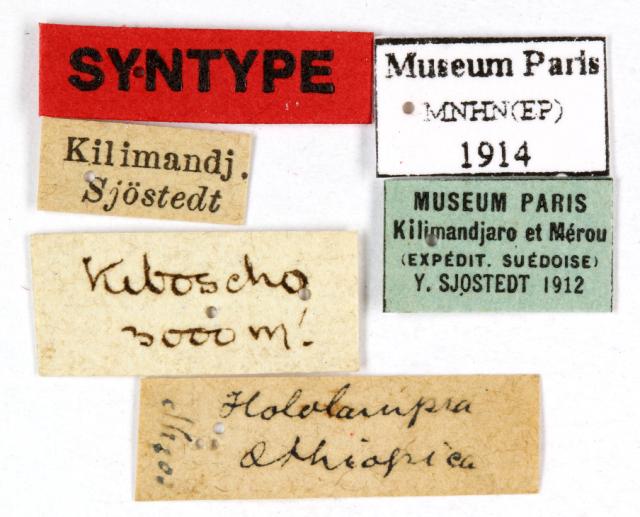 SYNTYPE
Museum Paris
MNHN(EP)
1914
Kilimandj.
Sjöstedt
MUSEUM PARIS
Kilimandjaro et Mérou
(EXPÉDIT. SUÉDOISE)
Y. SJOSTEDT 1912
Kiboscho
3000 m!
Hololampra
æthiopica